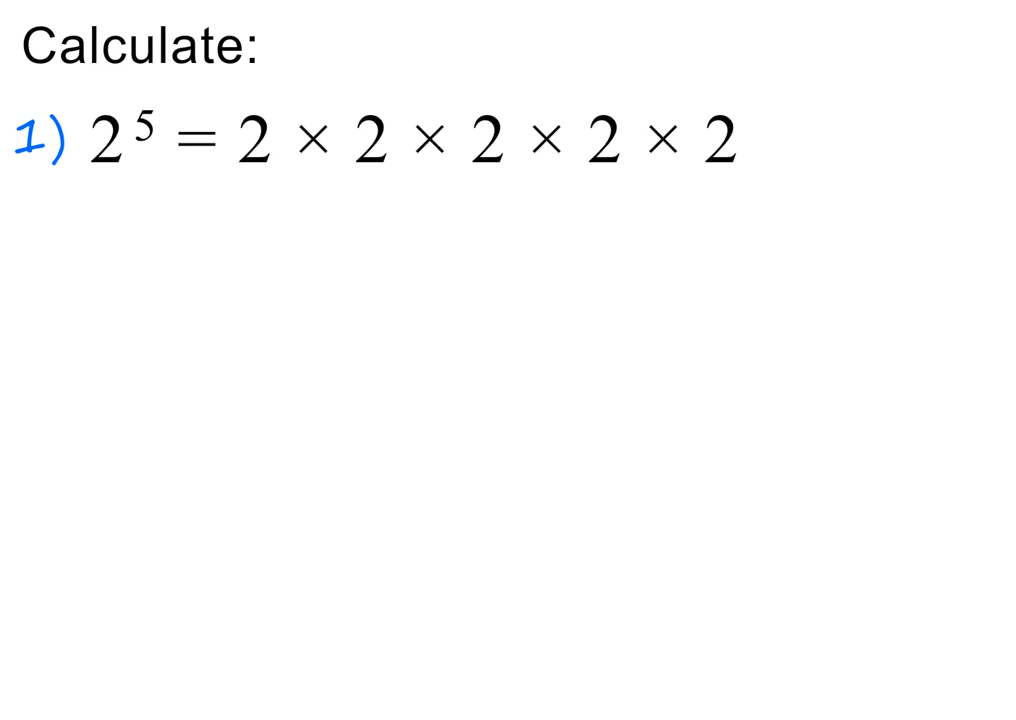 Calculate:
1) 2⁵ = 2 × 2 × 2 × 2 × 2